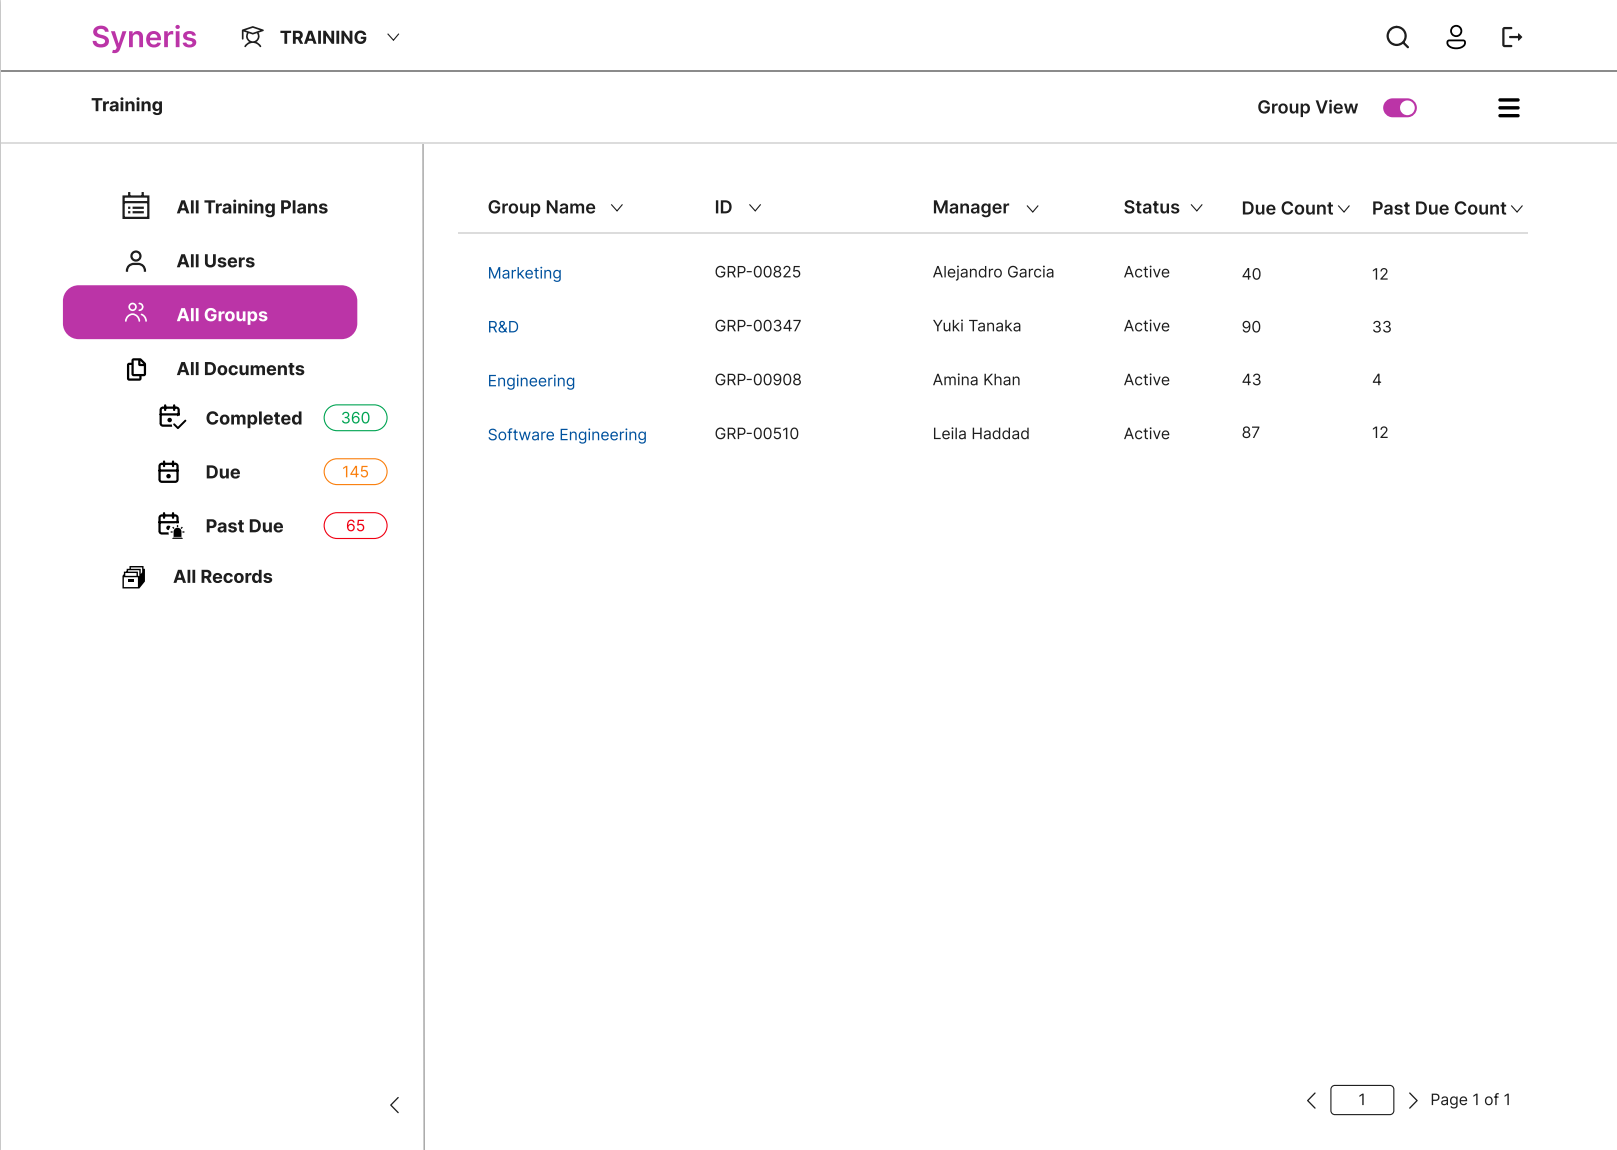 Syneris TRAINING
Training Group View
All Training Plans
All Users
All Groups
All Documents
Completed 360
Due 145
Past Due 65
All Records
Group Name ID Manager Status Due Count Past Due Count
Marketing GRP-00825 Alejandro Garcia Active 40 12
R&D GRP-00347 Yuki Tanaka Active 90 33
Engineering GRP-00908 Amina Khan Active 43 4
Software Engineering GRP-00510 Leila Haddad Active 87 12
1 Page 1 of 1